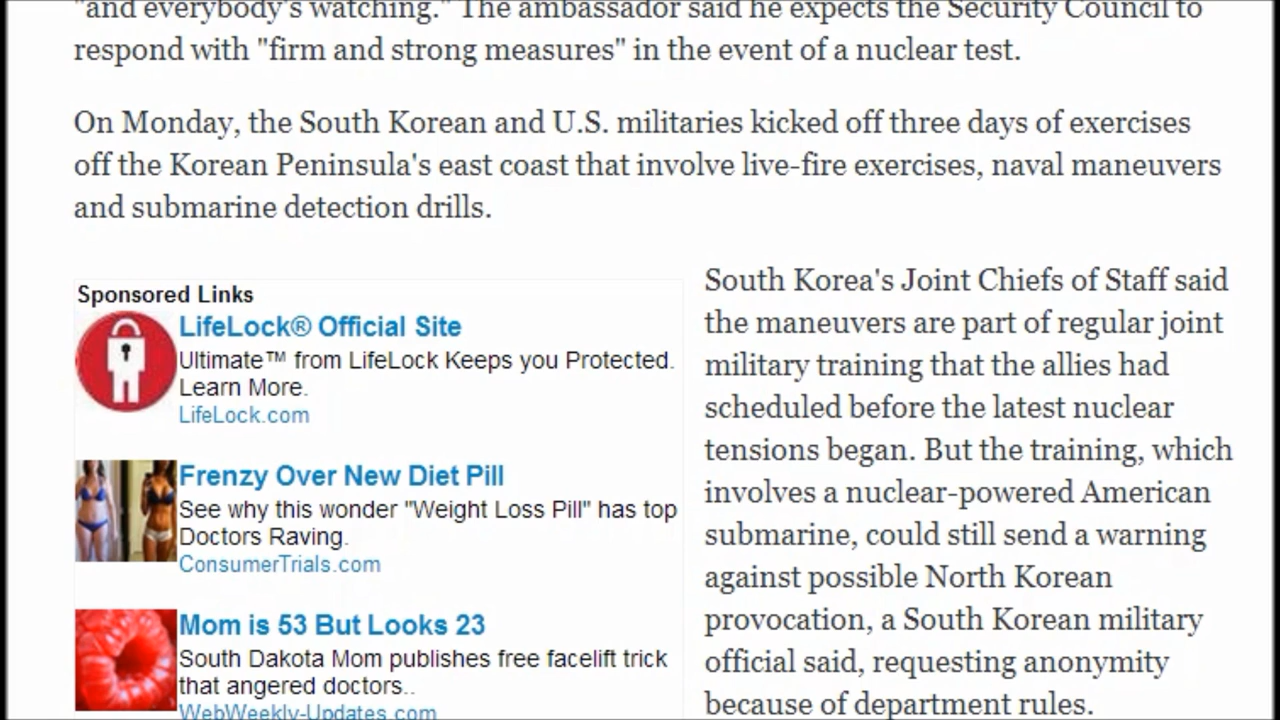 "and everybody's watching." The ambassador said he expects the Security Council to
respond with "firm and strong measures" in the event of a nuclear test.
On Monday, the South Korean and U.S. militaries kicked off three days of exercises
off the Korean Peninsula's east coast that involve live-fire exercises, naval maneuvers
and submarine detection drills.
Sponsored Links
LifeLock® Official Site
Ultimate™ from LifeLock Keeps you Protected.
Learn More.
LifeLock.com
Frenzy Over New Diet Pill
See why this wonder "Weight Loss Pill" has top
Doctors Raving.
ConsumerTrials.com
Mom is 53 But Looks 23
South Dakota Mom publishes free facelift trick
that angered doctors..
WebWeekly-Updates.com
South Korea's Joint Chiefs of Staff said
the maneuvers are part of regular joint
military training that the allies had
scheduled before the latest nuclear
tensions began. But the training, which
involves a nuclear-powered American
submarine, could still send a warning
against possible North Korean
provocation, a South Korean military
official said, requesting anonymity
because of department rules.